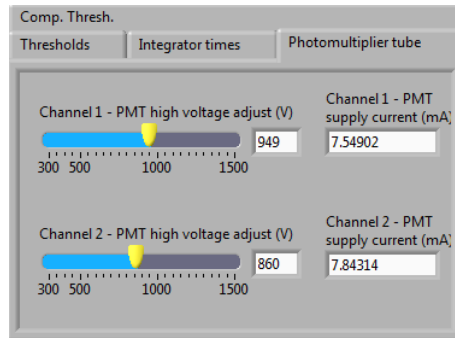 Comp. Thresh.
Thresholds Integrator times Photomultiplier tube
Channel 1 - PMT high voltage adjust (V)
949
300 500 1000 1500
Channel 1 - PMT
supply current (mA)
7.54902
Channel 2 - PMT high voltage adjust (V)
860
300 500 1000 1500
Channel 2 - PMT
supply current (mA)
7.84314